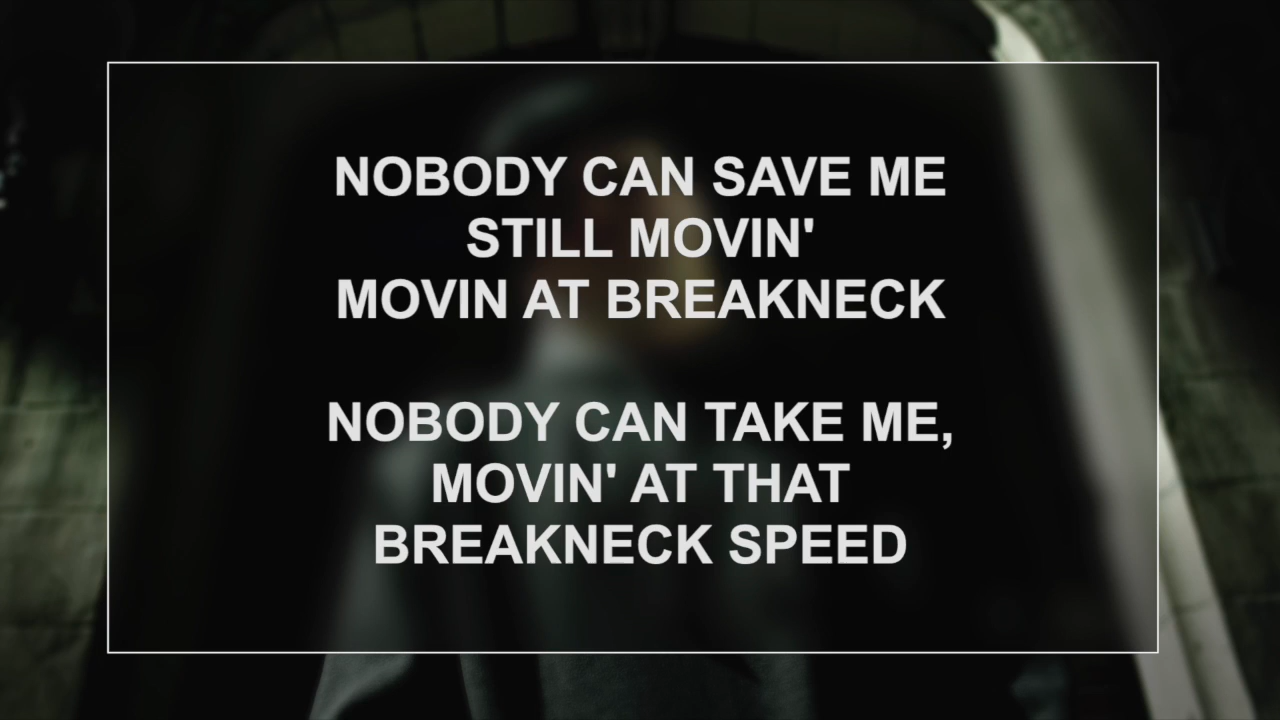 NOBODY CAN SAVE ME
STILL MOVIN'
MOVIN AT BREAKNECK
NOBODY CAN TAKE ME,
MOVIN' AT THAT
BREAKNECK SPEED